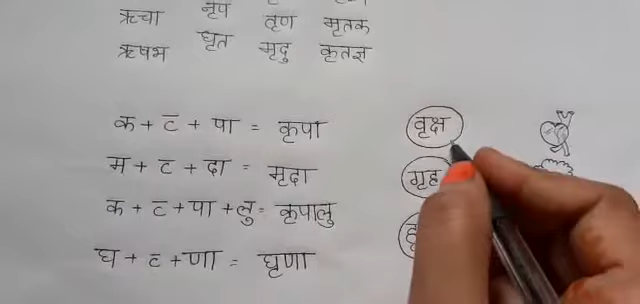 नृप
ऋचा तृण मृतक
ऋषभ घृत मृदु कृतज्ञ
क + ृ + पा = कृपा वृक्ष
म + ृ + दा = मृदा गृह
क + ृ + पा + लु = कृपालु
घ + ृ + णा = घृणा